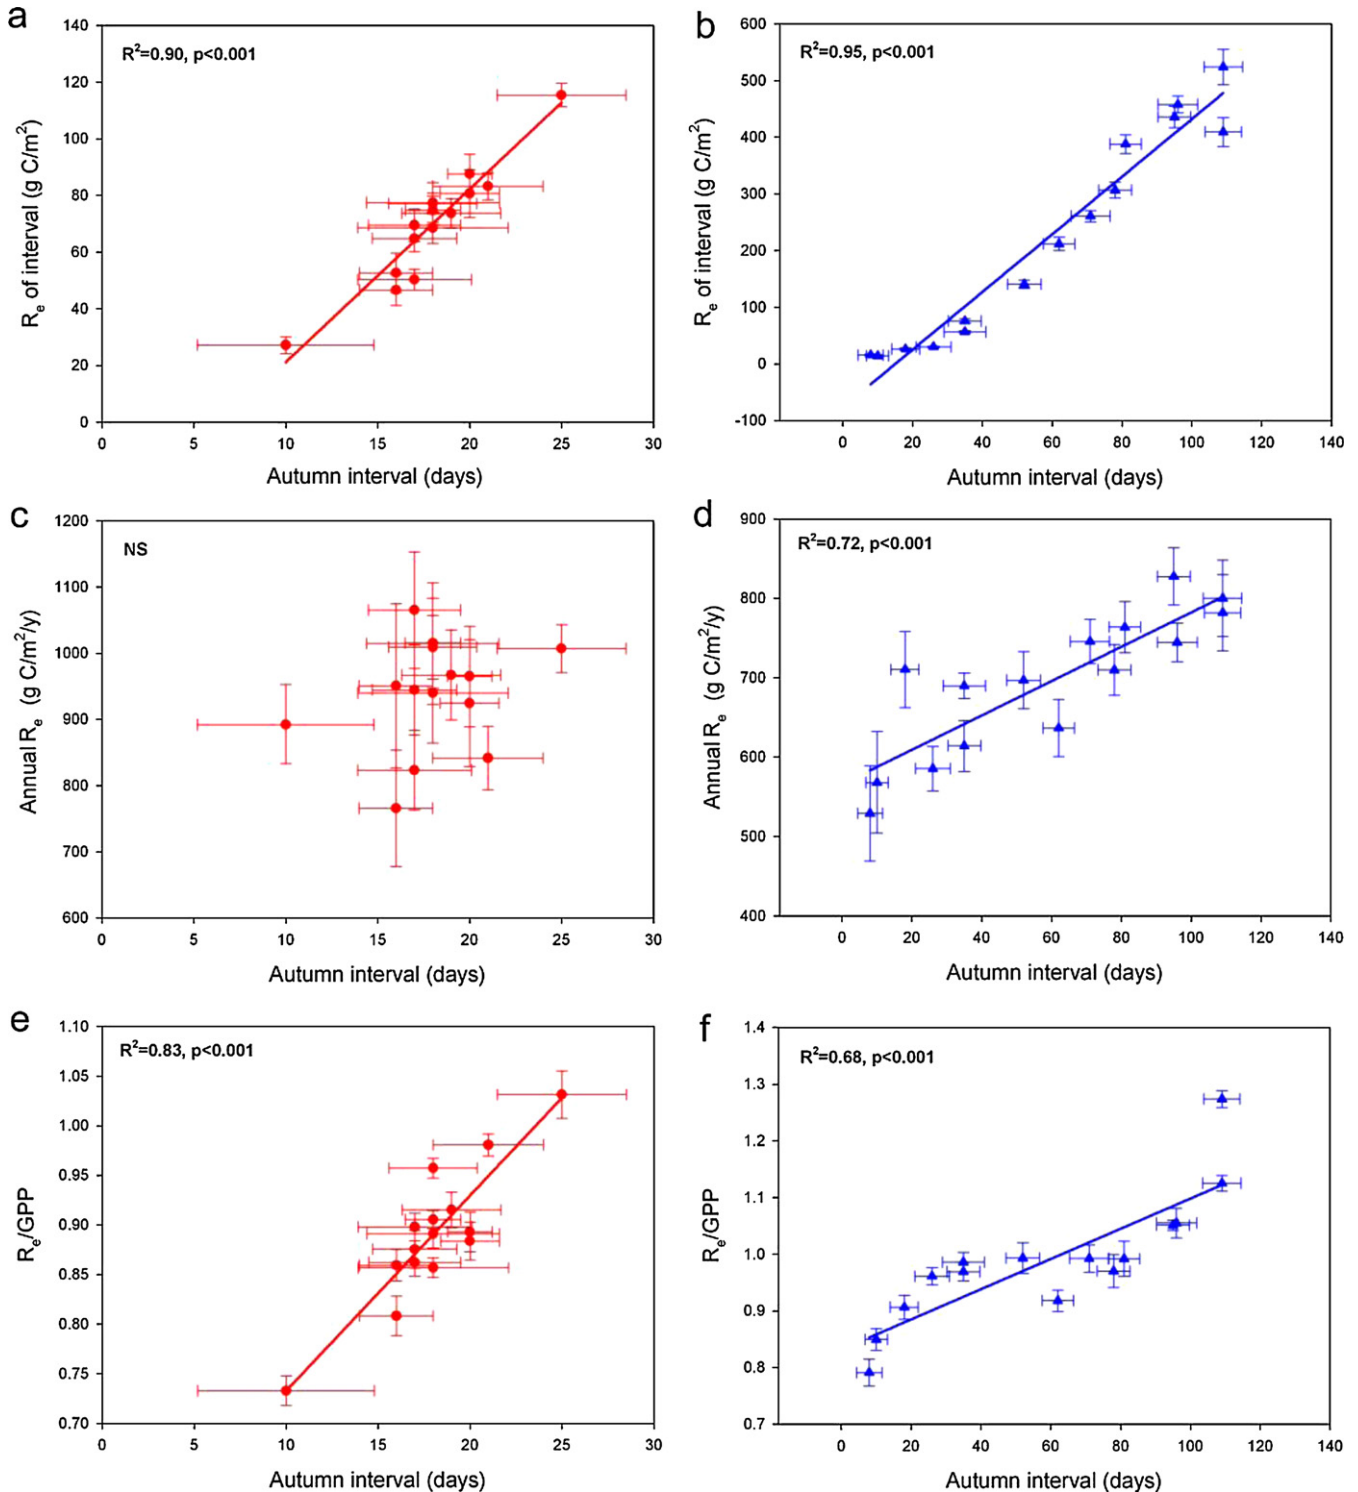 a
R²=0.90, p<0.001
Rₑ of interval (g C/m²)
140
120
100
80
60
40
20
0
0 5 10 15 20 25 30
Autumn interval (days)
b
R²=0.95, p<0.001
Rₑ of interval (g C/m²)
600
500
400
300
200
100
0
-100
0 20 40 60 80 100 120 140
Autumn interval (days)
c
NS
Annual Rₑ (g C/m²/y)
1200
1100
1000
900
800
700
600
0 5 10 15 20 25 30
Autumn interval (days)
d
R²=0.72, p<0.001
Annual Rₑ (g C/m²/y)
900
800
700
600
500
400
0 20 40 60 80 100 120 140
Autumn interval (days)
e
R²=0.83, p<0.001
Rₑ/GPP
1.10
1.05
1.00
0.95
0.90
0.85
0.80
0.75
0.70
0 5 10 15 20 25 30
Autumn interval (days)
f
R²=0.68, p<0.001
Rₑ/GPP
1.4
1.3
1.2
1.1
1.0
0.9
0.8
0.7
0 20 40 60 80 100 120 140
Autumn interval (days)